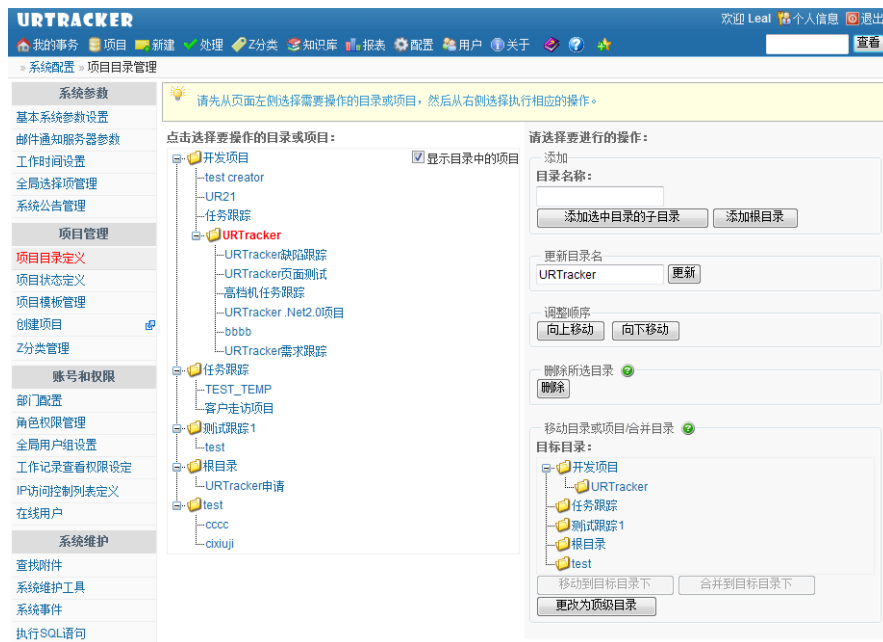 URTRACKER
欢迎 Leal 个人信息 退出
我的事务 项目 新建 处理 Z分类 知识库 报表 配置 用户 关于 查看
» 系统配置 » 项目目录管理
系统参数
基本系统参数设置
邮件通知服务器参数
工作时间设置
全局选择项管理
系统公告管理
项目管理
项目目录定义
项目状态定义
项目模板管理
创建项目
Z分类管理
账号和权限
部门配置
角色权限管理
全局用户组设置
工作记录查看权限设定
IP访问控制列表定义
在线用户
系统维护
查找附件
系统维护工具
系统事件
执行SQL语句
请先从页面左侧选择需要操作的目录或项目，然后从右侧选择执行相应的操作。
点击选择要操作的目录或项目：
显示目录中的项目
开发项目
test creator
UR21
任务跟踪
URTracker
URTracker缺陷跟踪
URTracker页面测试
高档机任务跟踪
URTracker .Net2.0项目
bbbb
URTracker需求跟踪
任务跟踪
TEST_TEMP
客户走访项目
测试跟踪1
test
根目录
URTracker申请
test
cccc
cixiuji
请选择要进行的操作：
添加
目录名称：
添加选中目录的子目录 添加根目录
更新目录名
URTracker 更新
调整顺序
向上移动 向下移动
删除所选目录
删除
移动目录或项目/合并目录
目标目录：
开发项目
URTracker
任务跟踪
测试跟踪1
根目录
test
移动到目标目录下 合并到目标目录下
更改为顶级目录